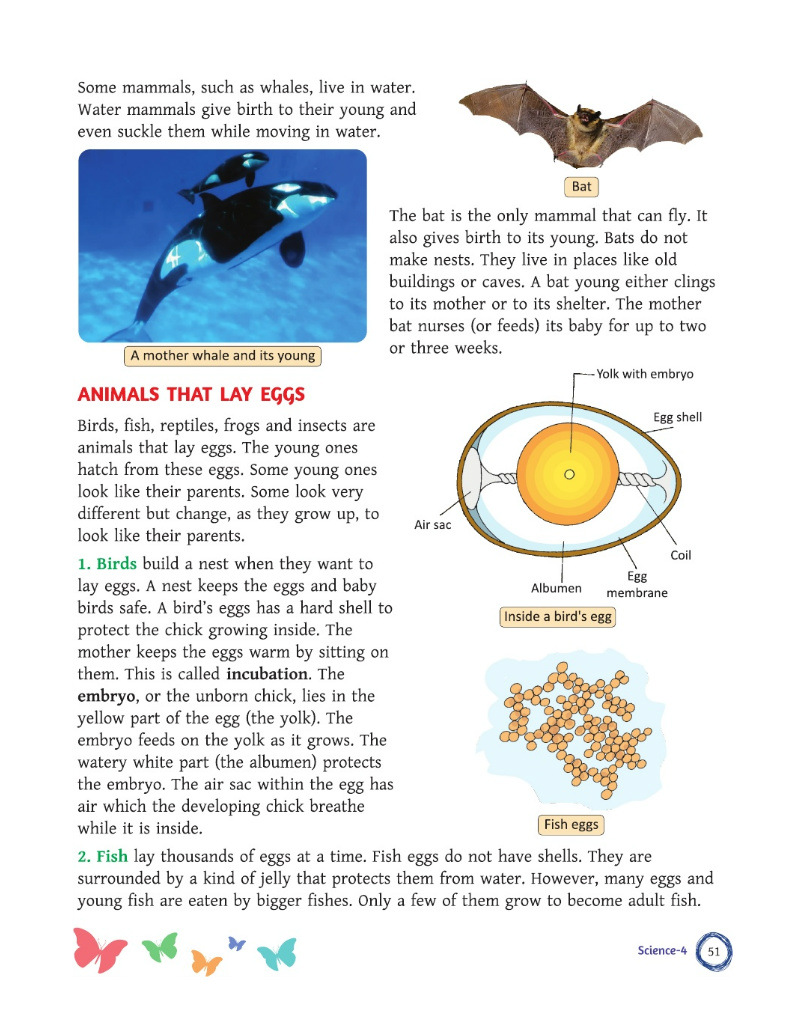 Some mammals, such as whales, live in water.
Water mammals give birth to their young and
even suckle them while moving in water.
A mother whale and its young
Bat
The bat is the only mammal that can fly. It
also gives birth to its young. Bats do not
make nests. They live in places like old
buildings or caves. A bat young either clings
to its mother or to its shelter. The mother
bat nurses (or feeds) its baby for up to two
or three weeks.
ANIMALS THAT LAY EGGS
Birds, fish, reptiles, frogs and insects are
animals that lay eggs. The young ones
hatch from these eggs. Some young ones
look like their parents. Some look very
different but change, as they grow up, to
look like their parents.
1. Birds build a nest when they want to
lay eggs. A nest keeps the eggs and baby
birds safe. A bird's eggs has a hard shell to
protect the chick growing inside. The
mother keeps the eggs warm by sitting on
them. This is called incubation. The
embryo, or the unborn chick, lies in the
yellow part of the egg (the yolk). The
embryo feeds on the yolk as it grows. The
watery white part (the albumen) protects
the embryo. The air sac within the egg has
air which the developing chick breathe
while it is inside.
Yolk with embryo
Egg shell
Air sac
Coil
Egg
membrane
Albumen
Inside a bird's egg
Fish eggs
2. Fish lay thousands of eggs at a time. Fish eggs do not have shells. They are
surrounded by a kind of jelly that protects them from water. However, many eggs and
young fish are eaten by bigger fishes. Only a few of them grow to become adult fish.
Science-4
51